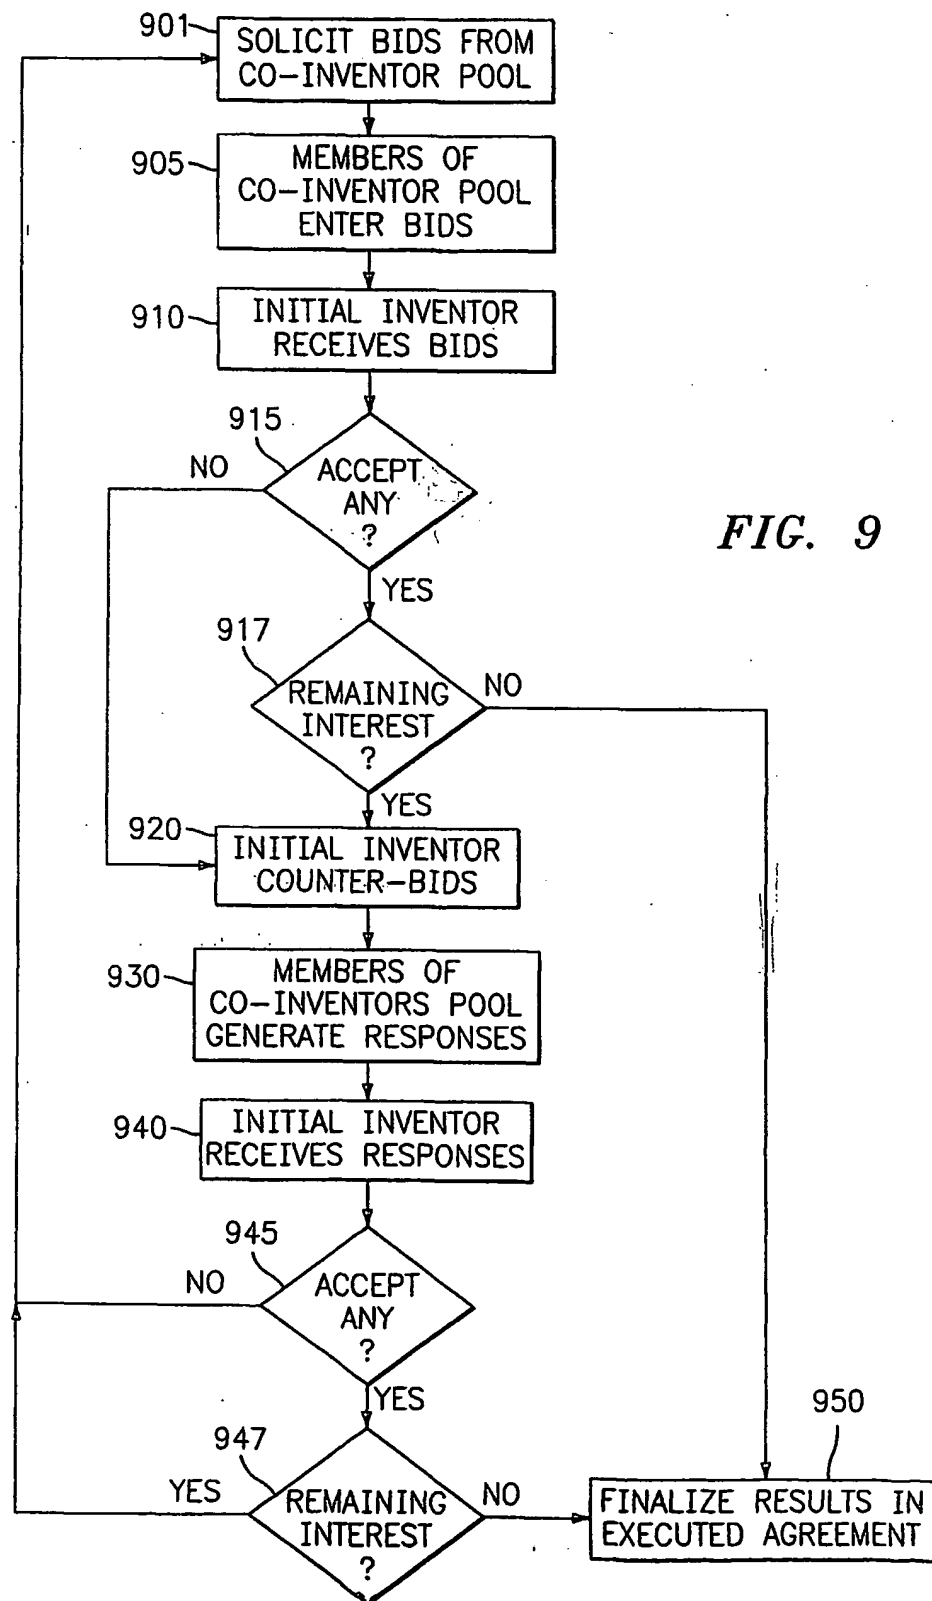 901
SOLICIT BIDS FROM
CO-INVENTOR POOL
905
MEMBERS OF
CO-INVENTOR POOL
ENTER BIDS
910
INITIAL INVENTOR
RECEIVES BIDS
915
NO
ACCEPT
ANY
?
FIG. 9
YES
917
REMAINING
INTEREST
?
NO
YES
920
INITIAL INVENTOR
COUNTER-BIDS
930
MEMBERS OF
CO-INVENTORS POOL
GENERATE RESPONSES
940
INITIAL INVENTOR
RECEIVES RESPONSES
945
NO
ACCEPT
ANY
?
YES
947
YES
REMAINING
INTEREST
?
NO
950
FINALIZE RESULTS IN
EXECUTED AGREEMENT